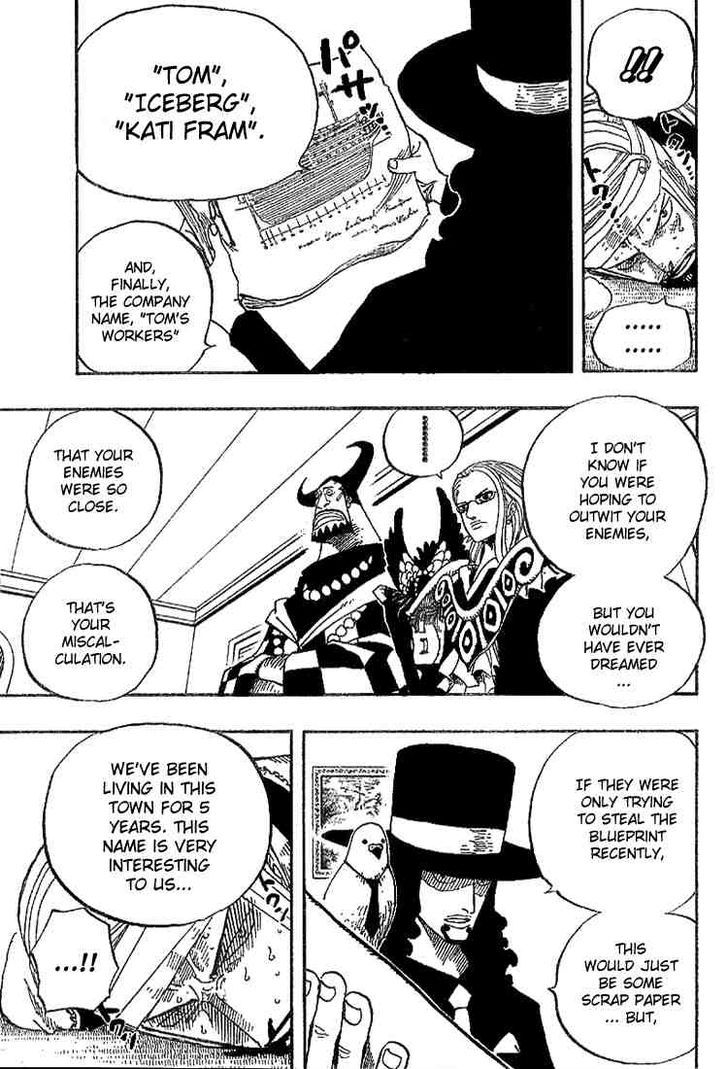 !!
.....
.....
"TOM",
"ICEBERG",
"KATI FRAM".
パサ
AND,
FINALLY,
THE COMPANY
NAME, "TOM'S
WORKERS"
I DON'T
KNOW IF
YOU WERE
HOPING TO
OUTWIT YOUR
ENEMIES,
BUT YOU
WOULDN'T
HAVE EVER
DREAMED
...
THAT YOUR
ENEMIES
WERE SO
CLOSE.
THAT'S
YOUR
MISCAL-
CULATION.
IF THEY WERE
ONLY TRYING
TO STEAL THE
BLUEPRINT
RECENTLY,
THIS
WOULD JUST
BE SOME
SCRAP PAPER
... BUT,
WE'VE BEEN
LIVING IN THIS
TOWN FOR 5
YEARS. THIS
NAME IS VERY
INTERESTING
TO US...
...!!